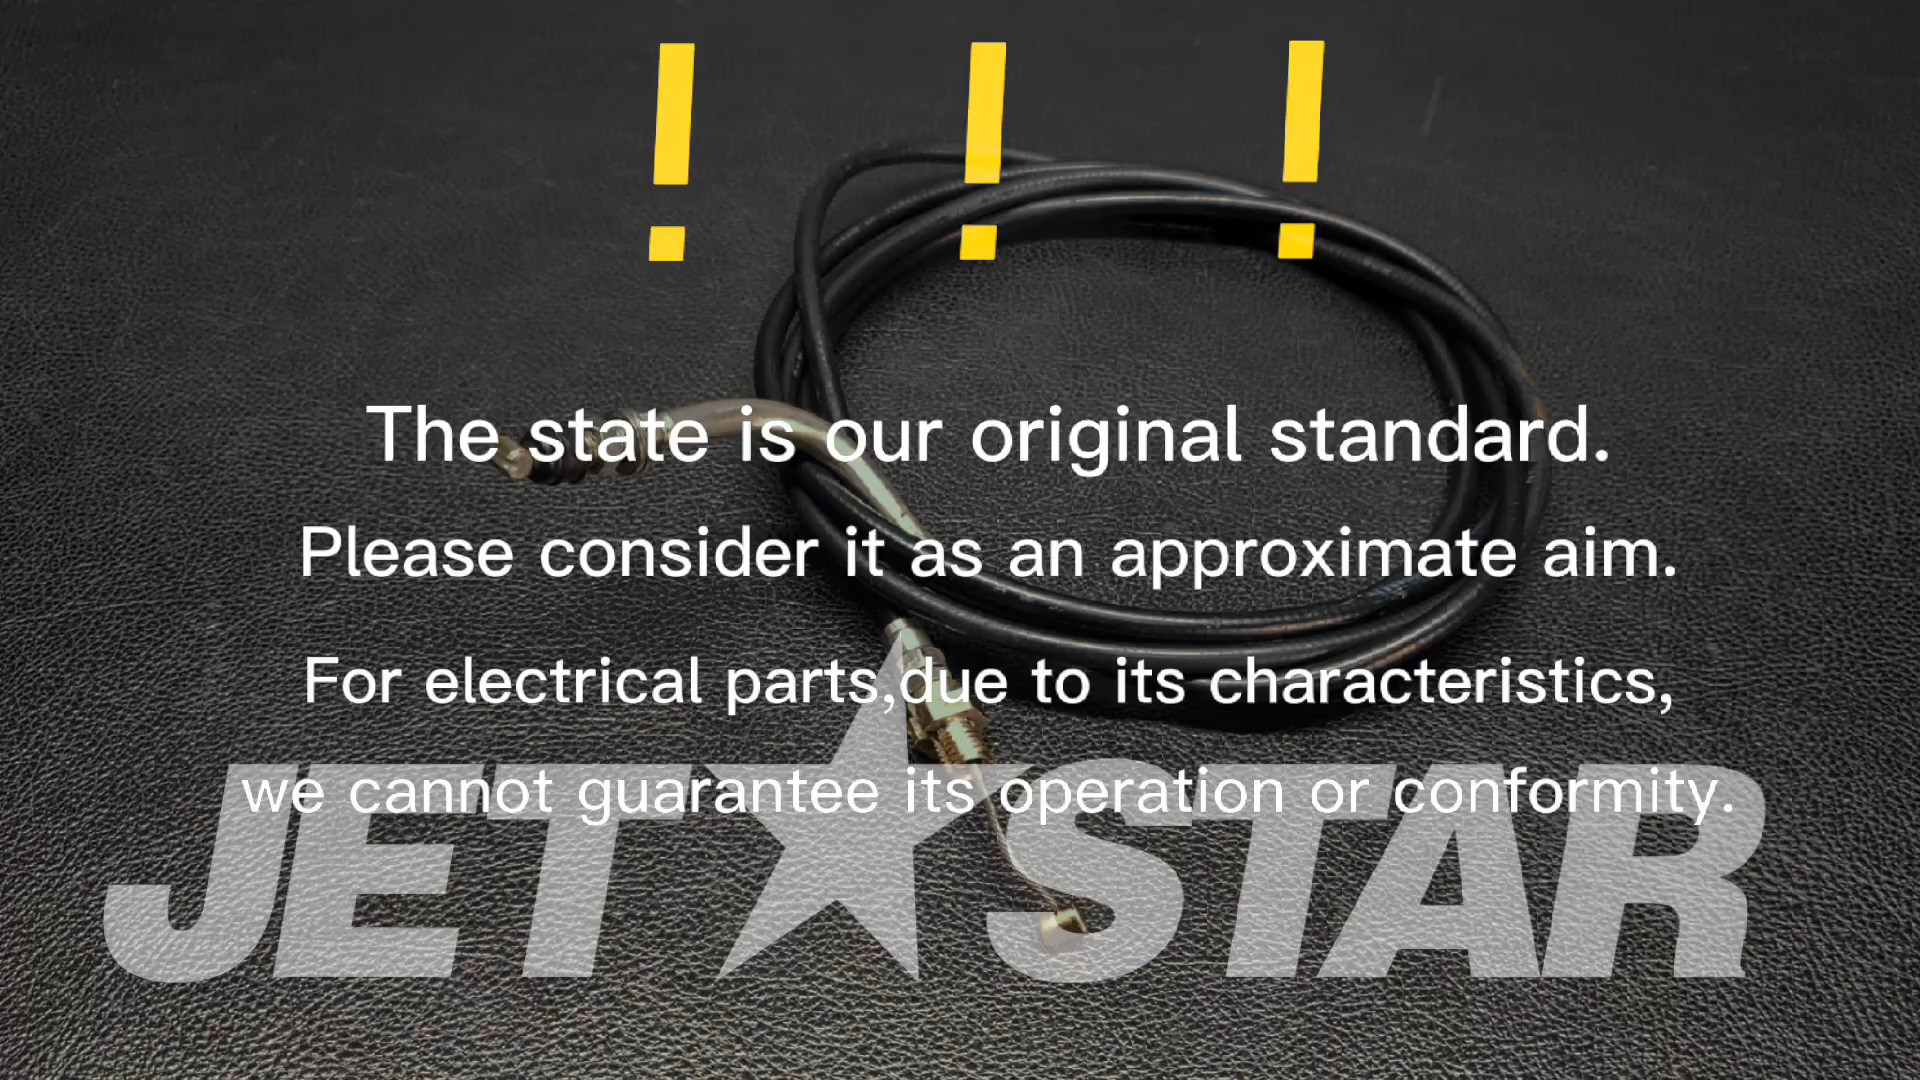 ! ! !
The state is our original standard.
Please consider it as an approximate aim.
For electrical parts,due to its characteristics,
we cannot guarantee its operation or conformity.
JET★STAR